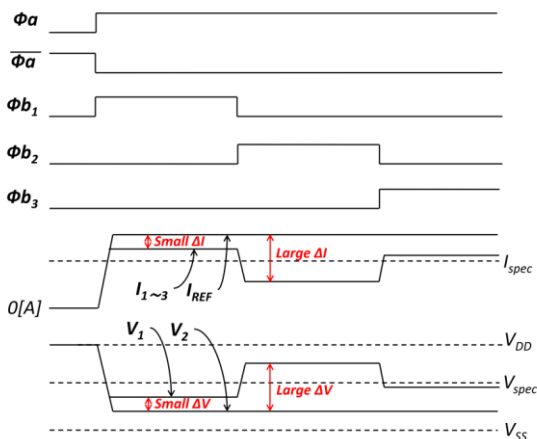 Φa
Φa
Φb1
Φb2
Φb3
Small ΔI
Large ΔI
Ispec
I1~3
IREF
0[A]
V1
V2
VDD
Large ΔV
Vspec
Small ΔV
VSS